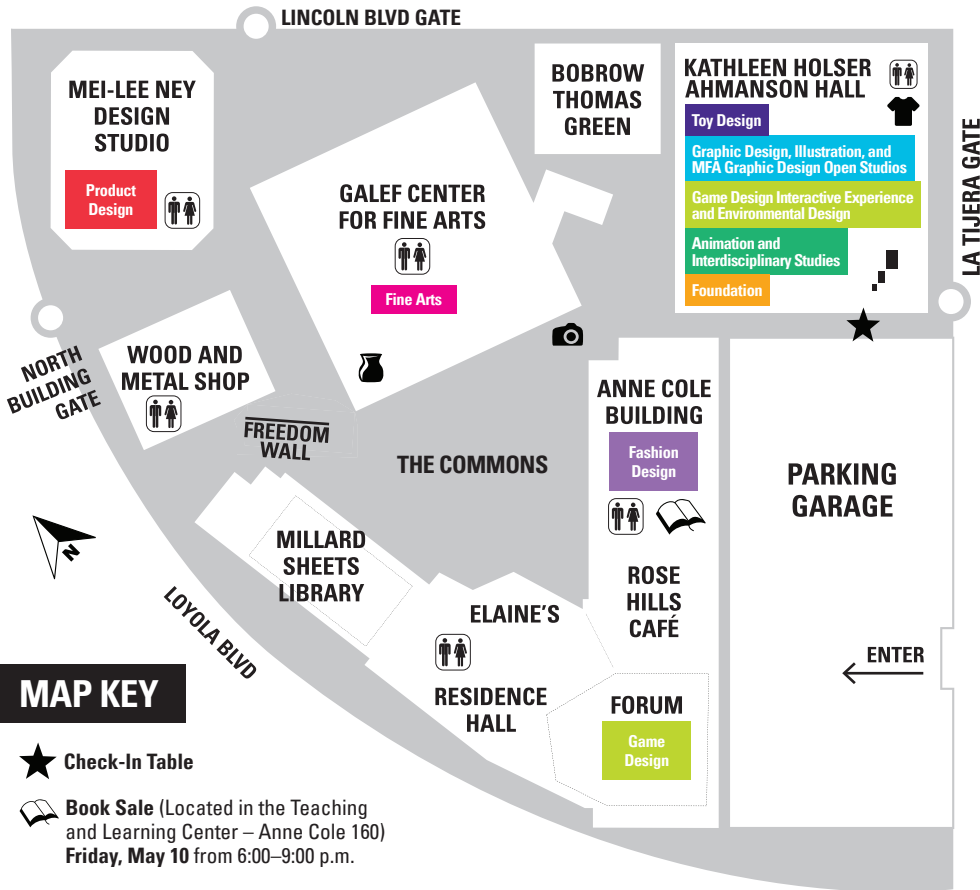 LINCOLN BLVD GATE
MEI-LEE NEY
DESIGN
STUDIO
Product
Design
GALEF CENTER
FOR FINE ARTS
Fine Arts
BOBROW
THOMAS
GREEN
KATHLEEN HOLSER
AHMANSON HALL
Toy Design
Graphic Design, Illustration, and
MFA Graphic Design Open Studios
Game Design Interactive Experience
and Environmental Design
Animation and
Interdisciplinary Studies
Foundation
LA TIJERA GATE
NORTH
BUILDING
GATE
WOOD AND
METAL SHOP
FREEDOM
WALL
THE COMMONS
ANNE COLE
BUILDING
Fashion
Design
PARKING
GARAGE
N
MILLARD
SHEETS
LIBRARY
LOYOLA BLVD
ELAINE'S
ROSE
HILLS
CAFÉ
RESIDENCE
HALL
FORUM
Game
Design
ENTER
MAP KEY
Check-In Table
Book Sale (Located in the Teaching
and Learning Center – Anne Cole 160)
Friday, May 10 from 6:00–9:00 p.m.